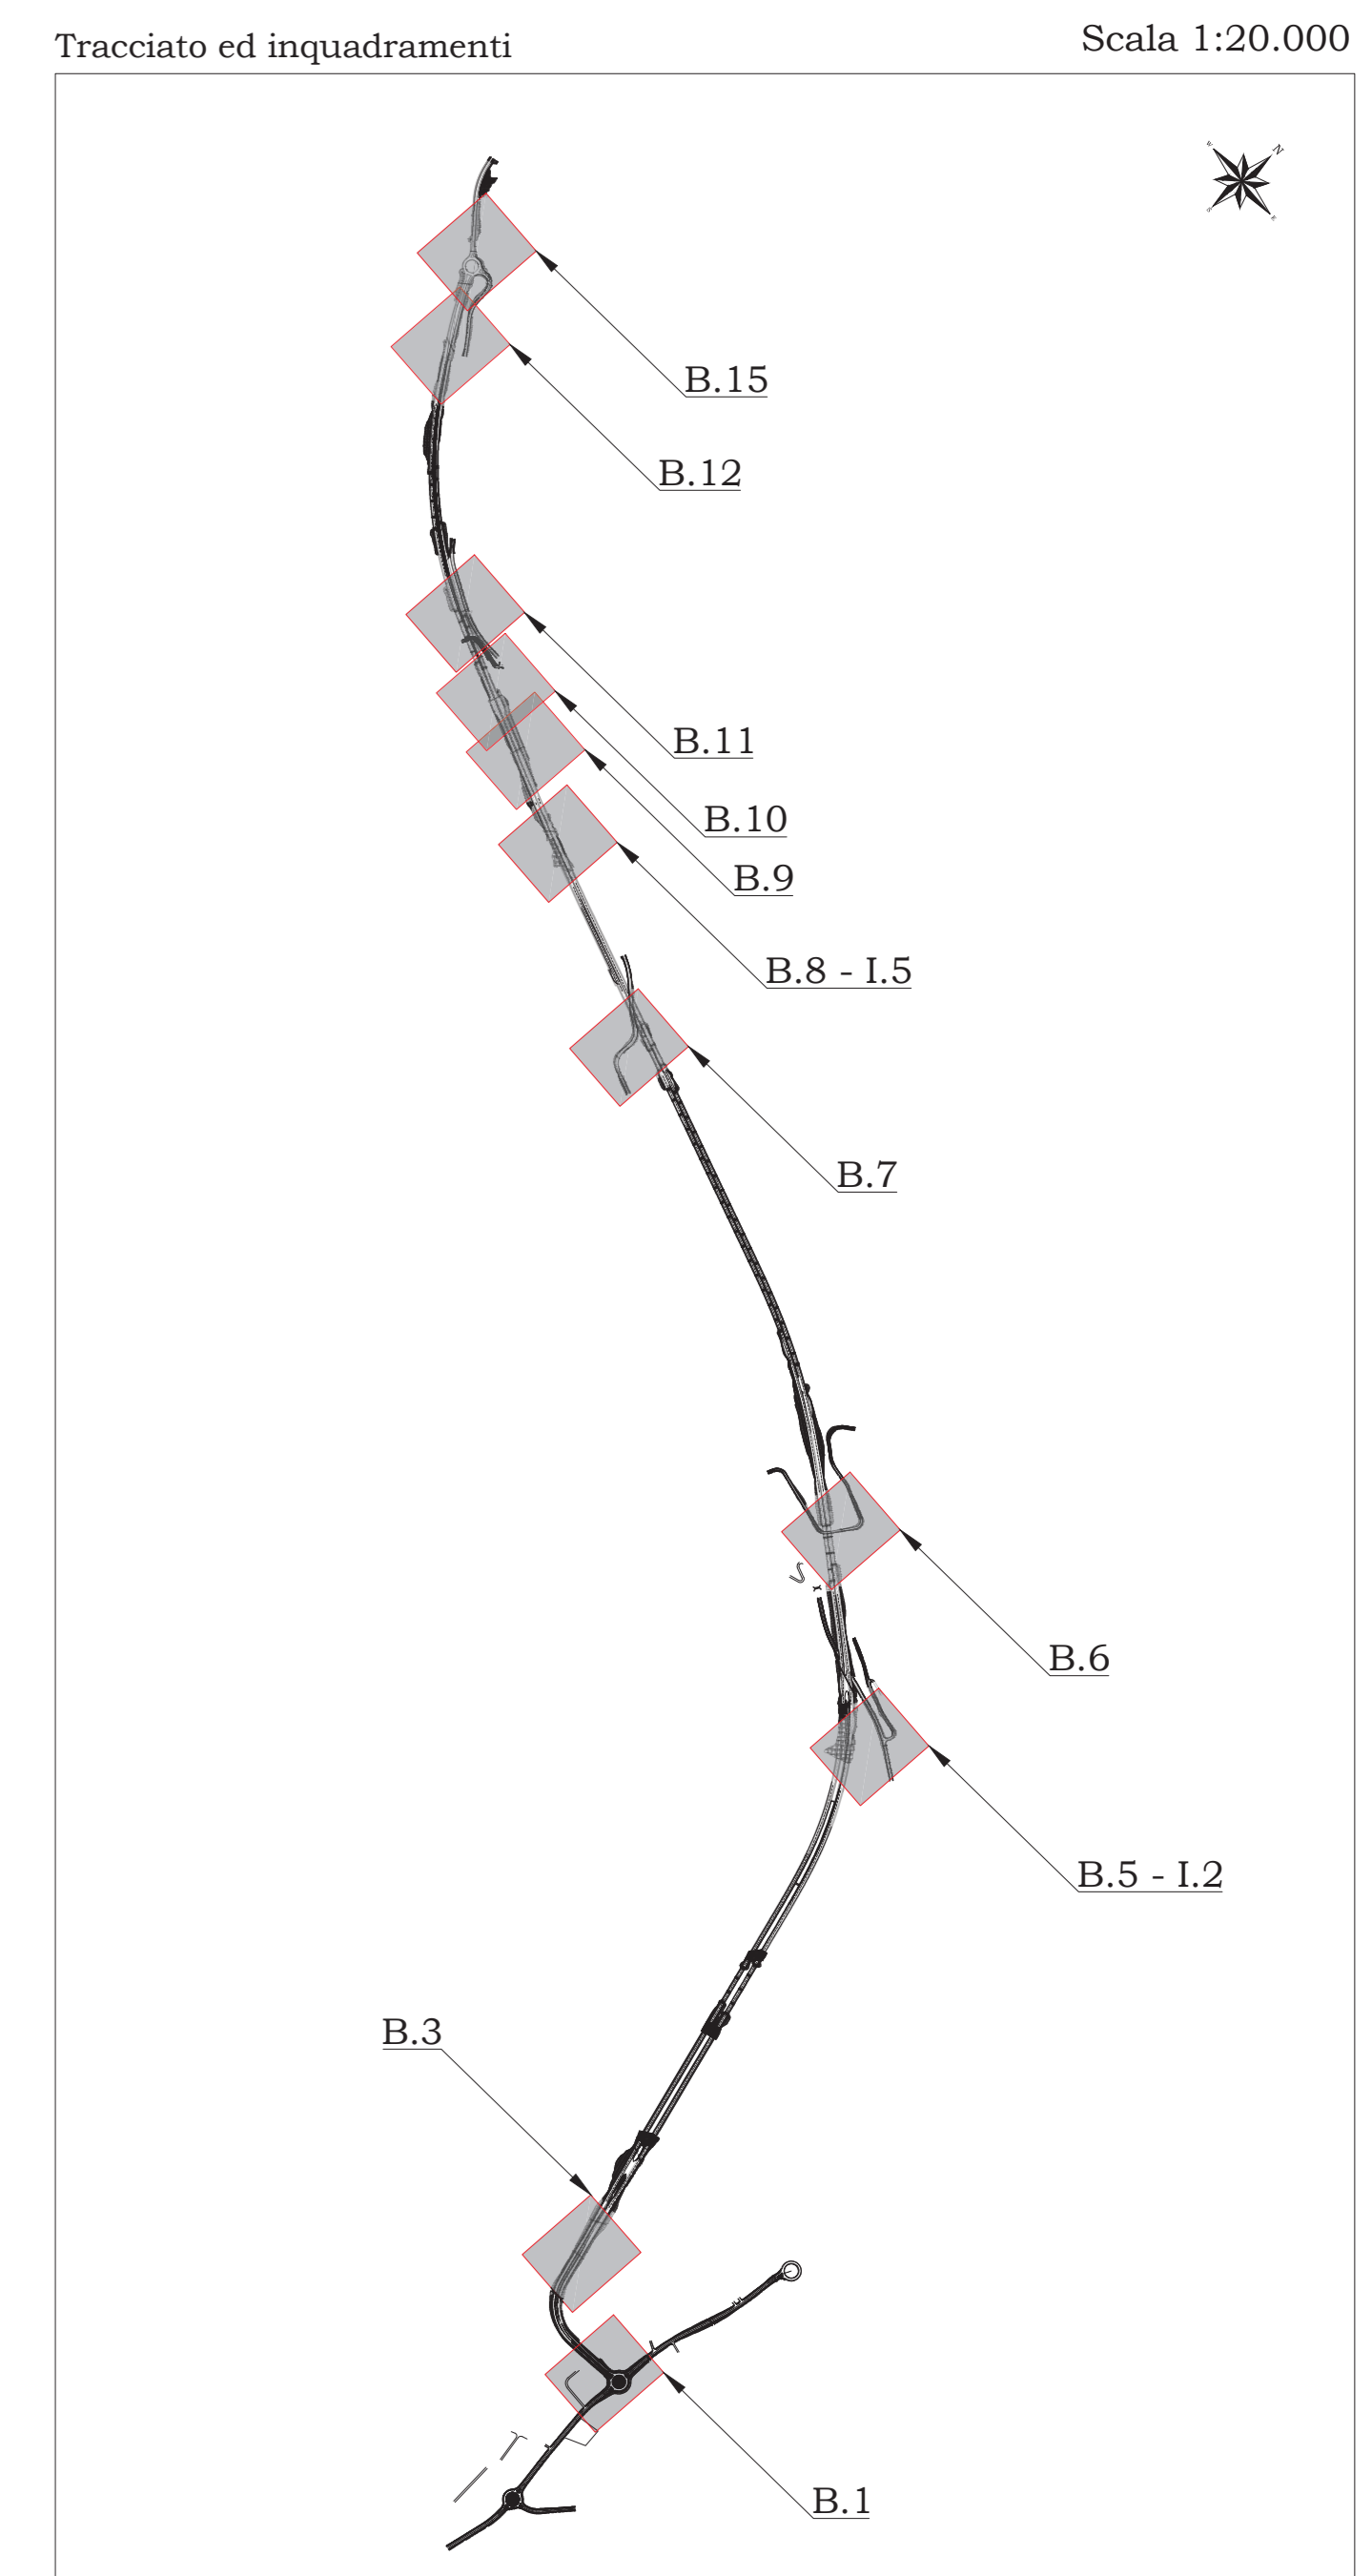 Tracciato ed inquadramenti
Scala 1:20.000
W
N
S
E
B.15
B.12
B.11
B.10
B.9
B.8 - I.5
B.7
B.6
B.5 - I.2
B.3
B.1